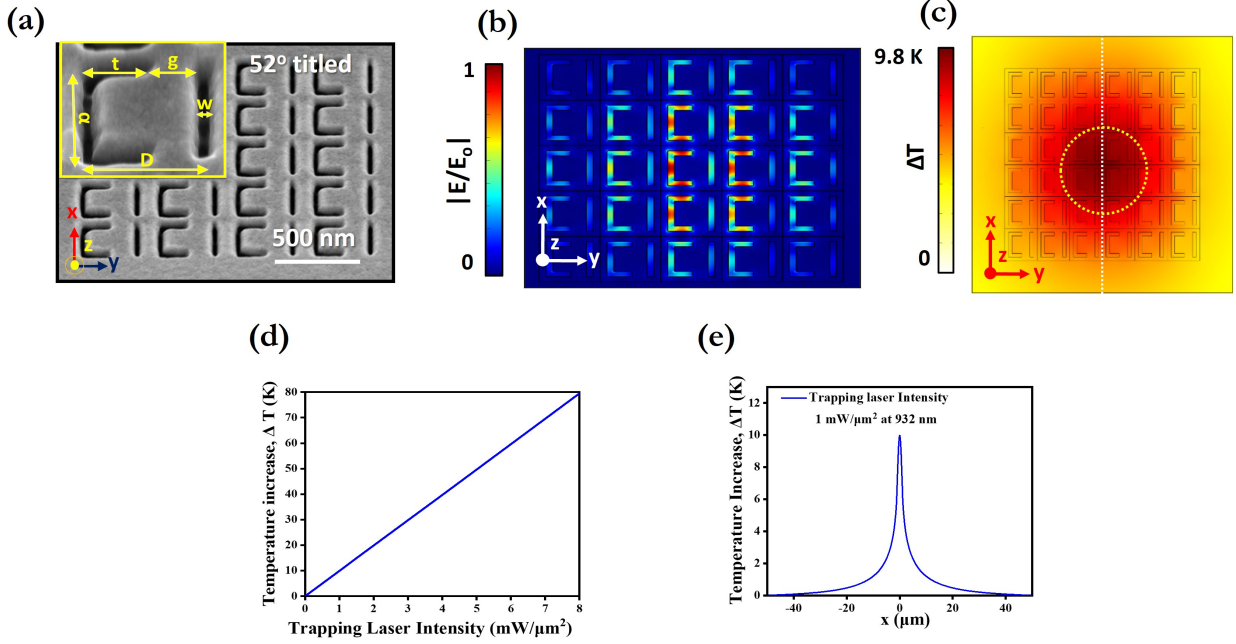 (a)
t
g
w
α
D
52º titled
500 nm
x
z
y
(b)
|E/Eₒ|
1
0
x
z
y
(c)
9.8 K
ΔT
0
x
z
y
(d)
Temperature increase, Δ T (K)
80
70
60
50
40
30
20
10
0
0 1 2 3 4 5 6 7 8
Trapping Laser Intensity (mW/μm²)
(e)
Temperature Increase, ΔT (K)
12
10
8
6
4
2
0
Trapping laser Intensity
1 mW/μm² at 932 nm
-40 -20 0 20 40
x (μm)